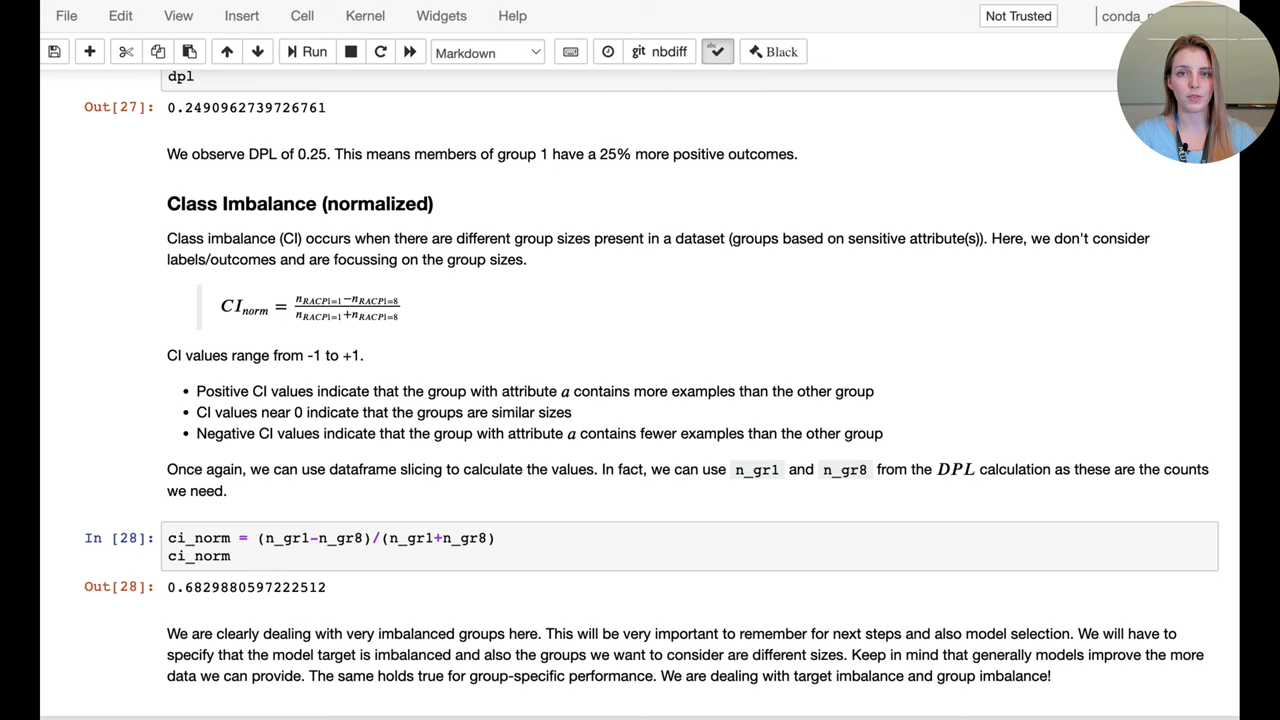 File Edit View Insert Cell Kernel Widgets Help Not Trusted
Run Markdown git nbdiff abc Black
dpl
Out[27]: 0.2490962739726761
We observe DPL of 0.25. This means members of group 1 have a 25% more positive outcomes.
Class Imbalance (normalized)
Class imbalance (CI) occurs when there are different group sizes present in a dataset (groups based on sensitive attribute(s)). Here, we don't consider
labels/outcomes and are focussing on the group sizes.
CI_norm = (n_RACP1=1 − n_RACP1=8) / (n_RACP1=1 + n_RACP1=8)
CI values range from -1 to +1.
• Positive CI values indicate that the group with attribute a contains more examples than the other group
• CI values near 0 indicate that the groups are similar sizes
• Negative CI values indicate that the group with attribute a contains fewer examples than the other group
Once again, we can use dataframe slicing to calculate the values. In fact, we can use n_gr1 and n_gr8 from the DPL calculation as these are the counts
we need.
In [28]: ci_norm = (n_gr1-n_gr8)/(n_gr1+n_gr8)
ci_norm
Out[28]: 0.6829880597222512
We are clearly dealing with very imbalanced groups here. This will be very important to remember for next steps and also model selection. We will have to
specify that the model target is imbalanced and also the groups we want to consider are different sizes. Keep in mind that generally models improve the more
data we can provide. The same holds true for group-specific performance. We are dealing with target imbalance and group imbalance!